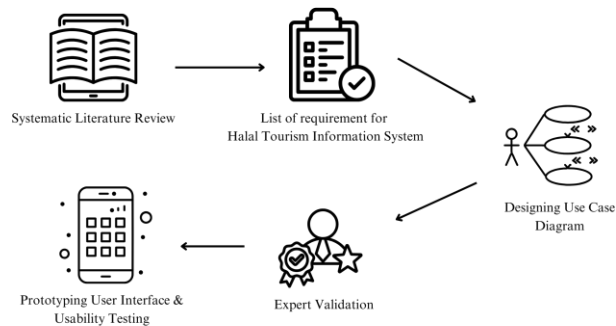 Systematic Literature Review
List of requirement for
Halal Tourism Information System
« »
« »
Designing Use Case
Diagram
Expert Validation
Prototyping User Interface &
Usability Testing